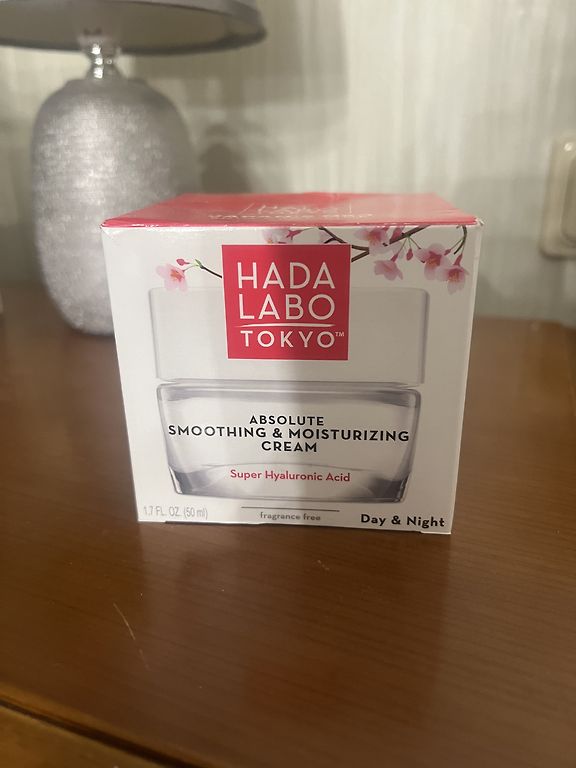 HADA
LABO
TOKYO™
ABSOLUTE
SMOOTHING & MOISTURIZING
CREAM
Super Hyaluronic Acid
1.7 FL. OZ. (50 ml)
fragrance free
Day & Night